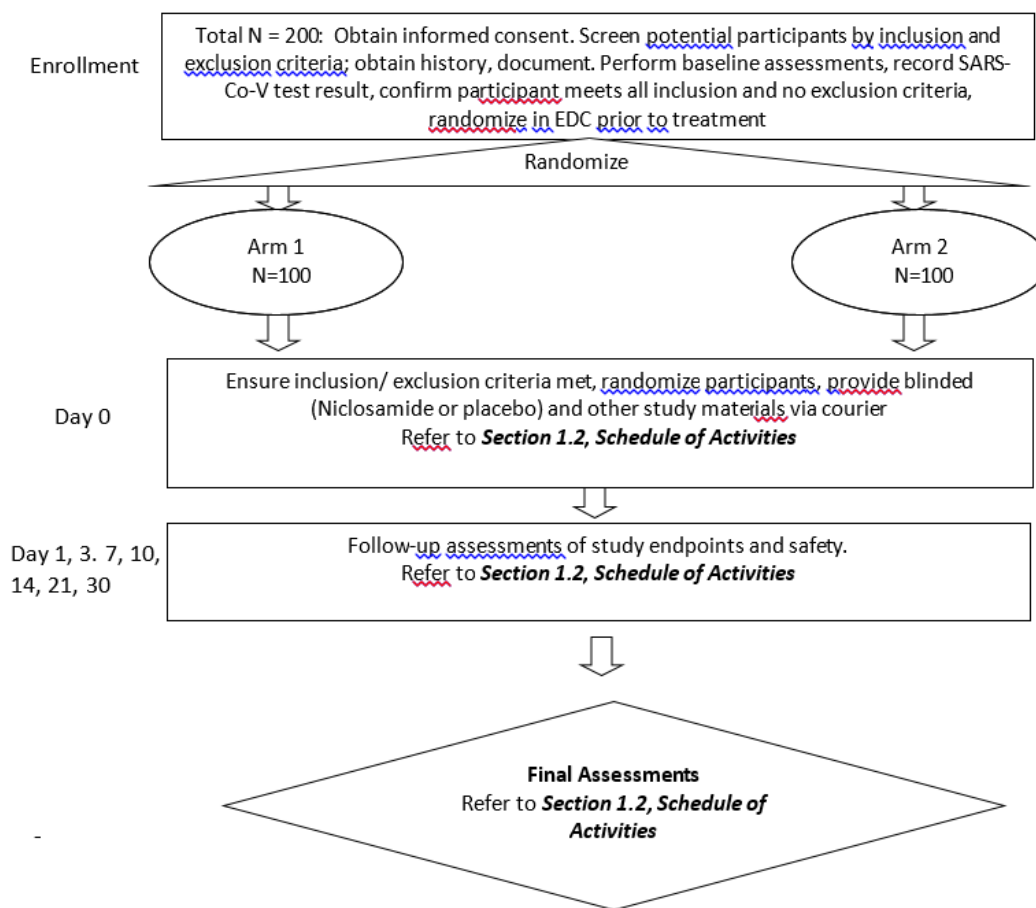 Total N = 200:  Obtain informed consent. Screen potential participants by inclusion and
Enrollment
exclusion criteria; obtain history, document. Perform baseline assessments, record SARS-
Co-V test result, confirm participant meets all inclusion and no exclusion criteria,
randomize in EDC prior to treatment
Randomize
Arm 1
N=100
Arm 2
N=100
Day 0
Ensure inclusion/ exclusion criteria met, randomize participants, provide blinded
(Niclosamide or placebo) and other study materials via courier
Refer to Section 1.2, Schedule of Activities
Day 1, 3. 7, 10,
14, 21, 30
Follow-up assessments of study endpoints and safety.
Refer to Section 1.2, Schedule of Activities
Final Assessments
Refer to Section 1.2, Schedule of
Activities
-